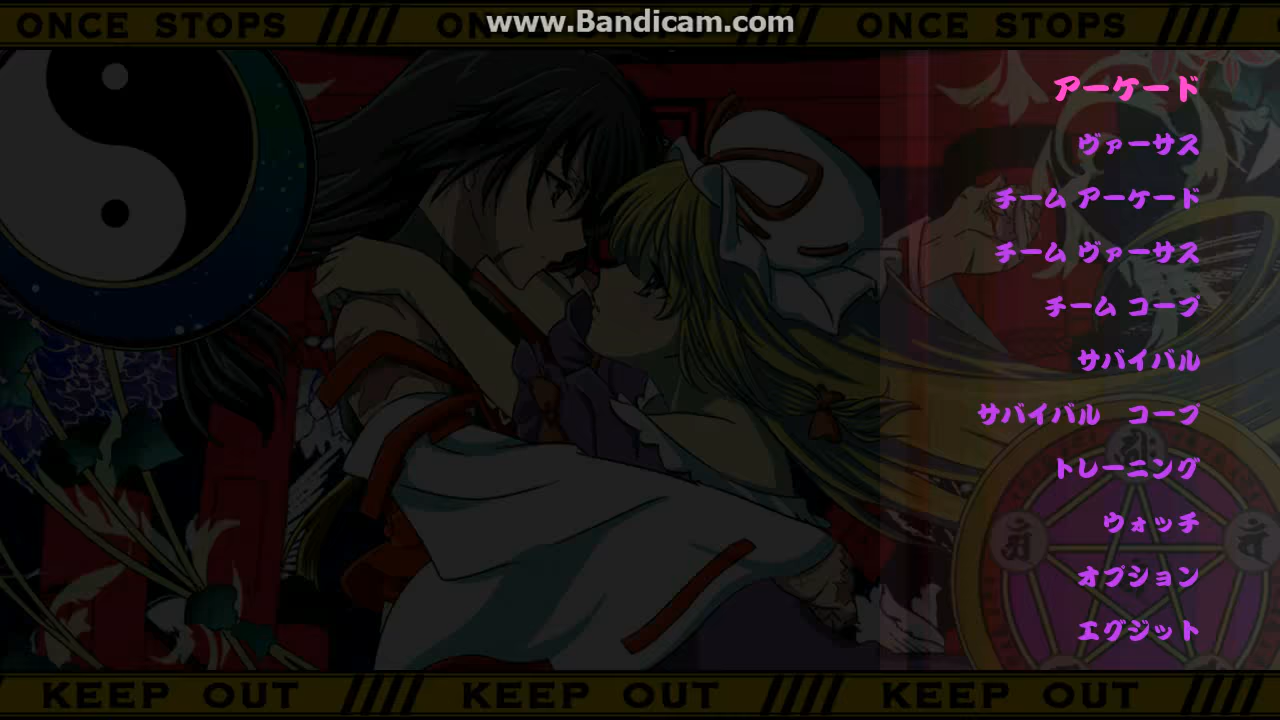 ONCE STOPS //// ONCE STOPS //// ONCE STOPS ////
www.Bandicam.com
アーケード
ヴァーサス
チーム アーケード
チーム ヴァーサス
チーム コープ
サバイバル
サバイバル　コープ
トレーニング
ウォッチ
オプション
エグジット
KEEP OUT //// KEEP OUT //// KEEP OUT ////